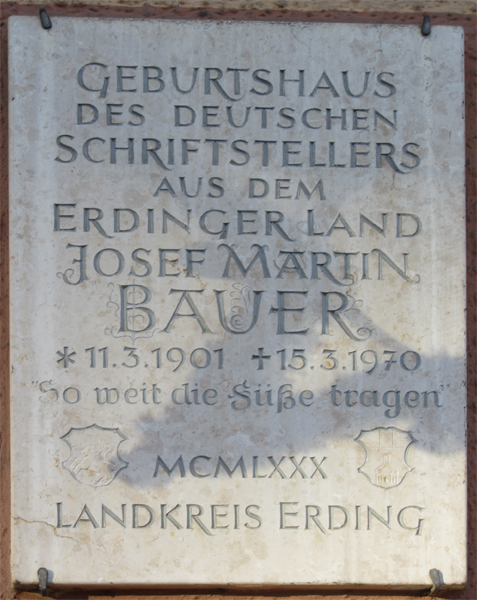 GEBURTSHAUS
DES DEUTSCHEN
SCHRIFTSTELLERS
AUS DEM
ERDINGER LAND
JOSEF MARTIN
BAUER
*11.3.1901 ✝15.3.1970
"So weit die Füße tragen"
MCMLXXX
LANDKREIS ERDING